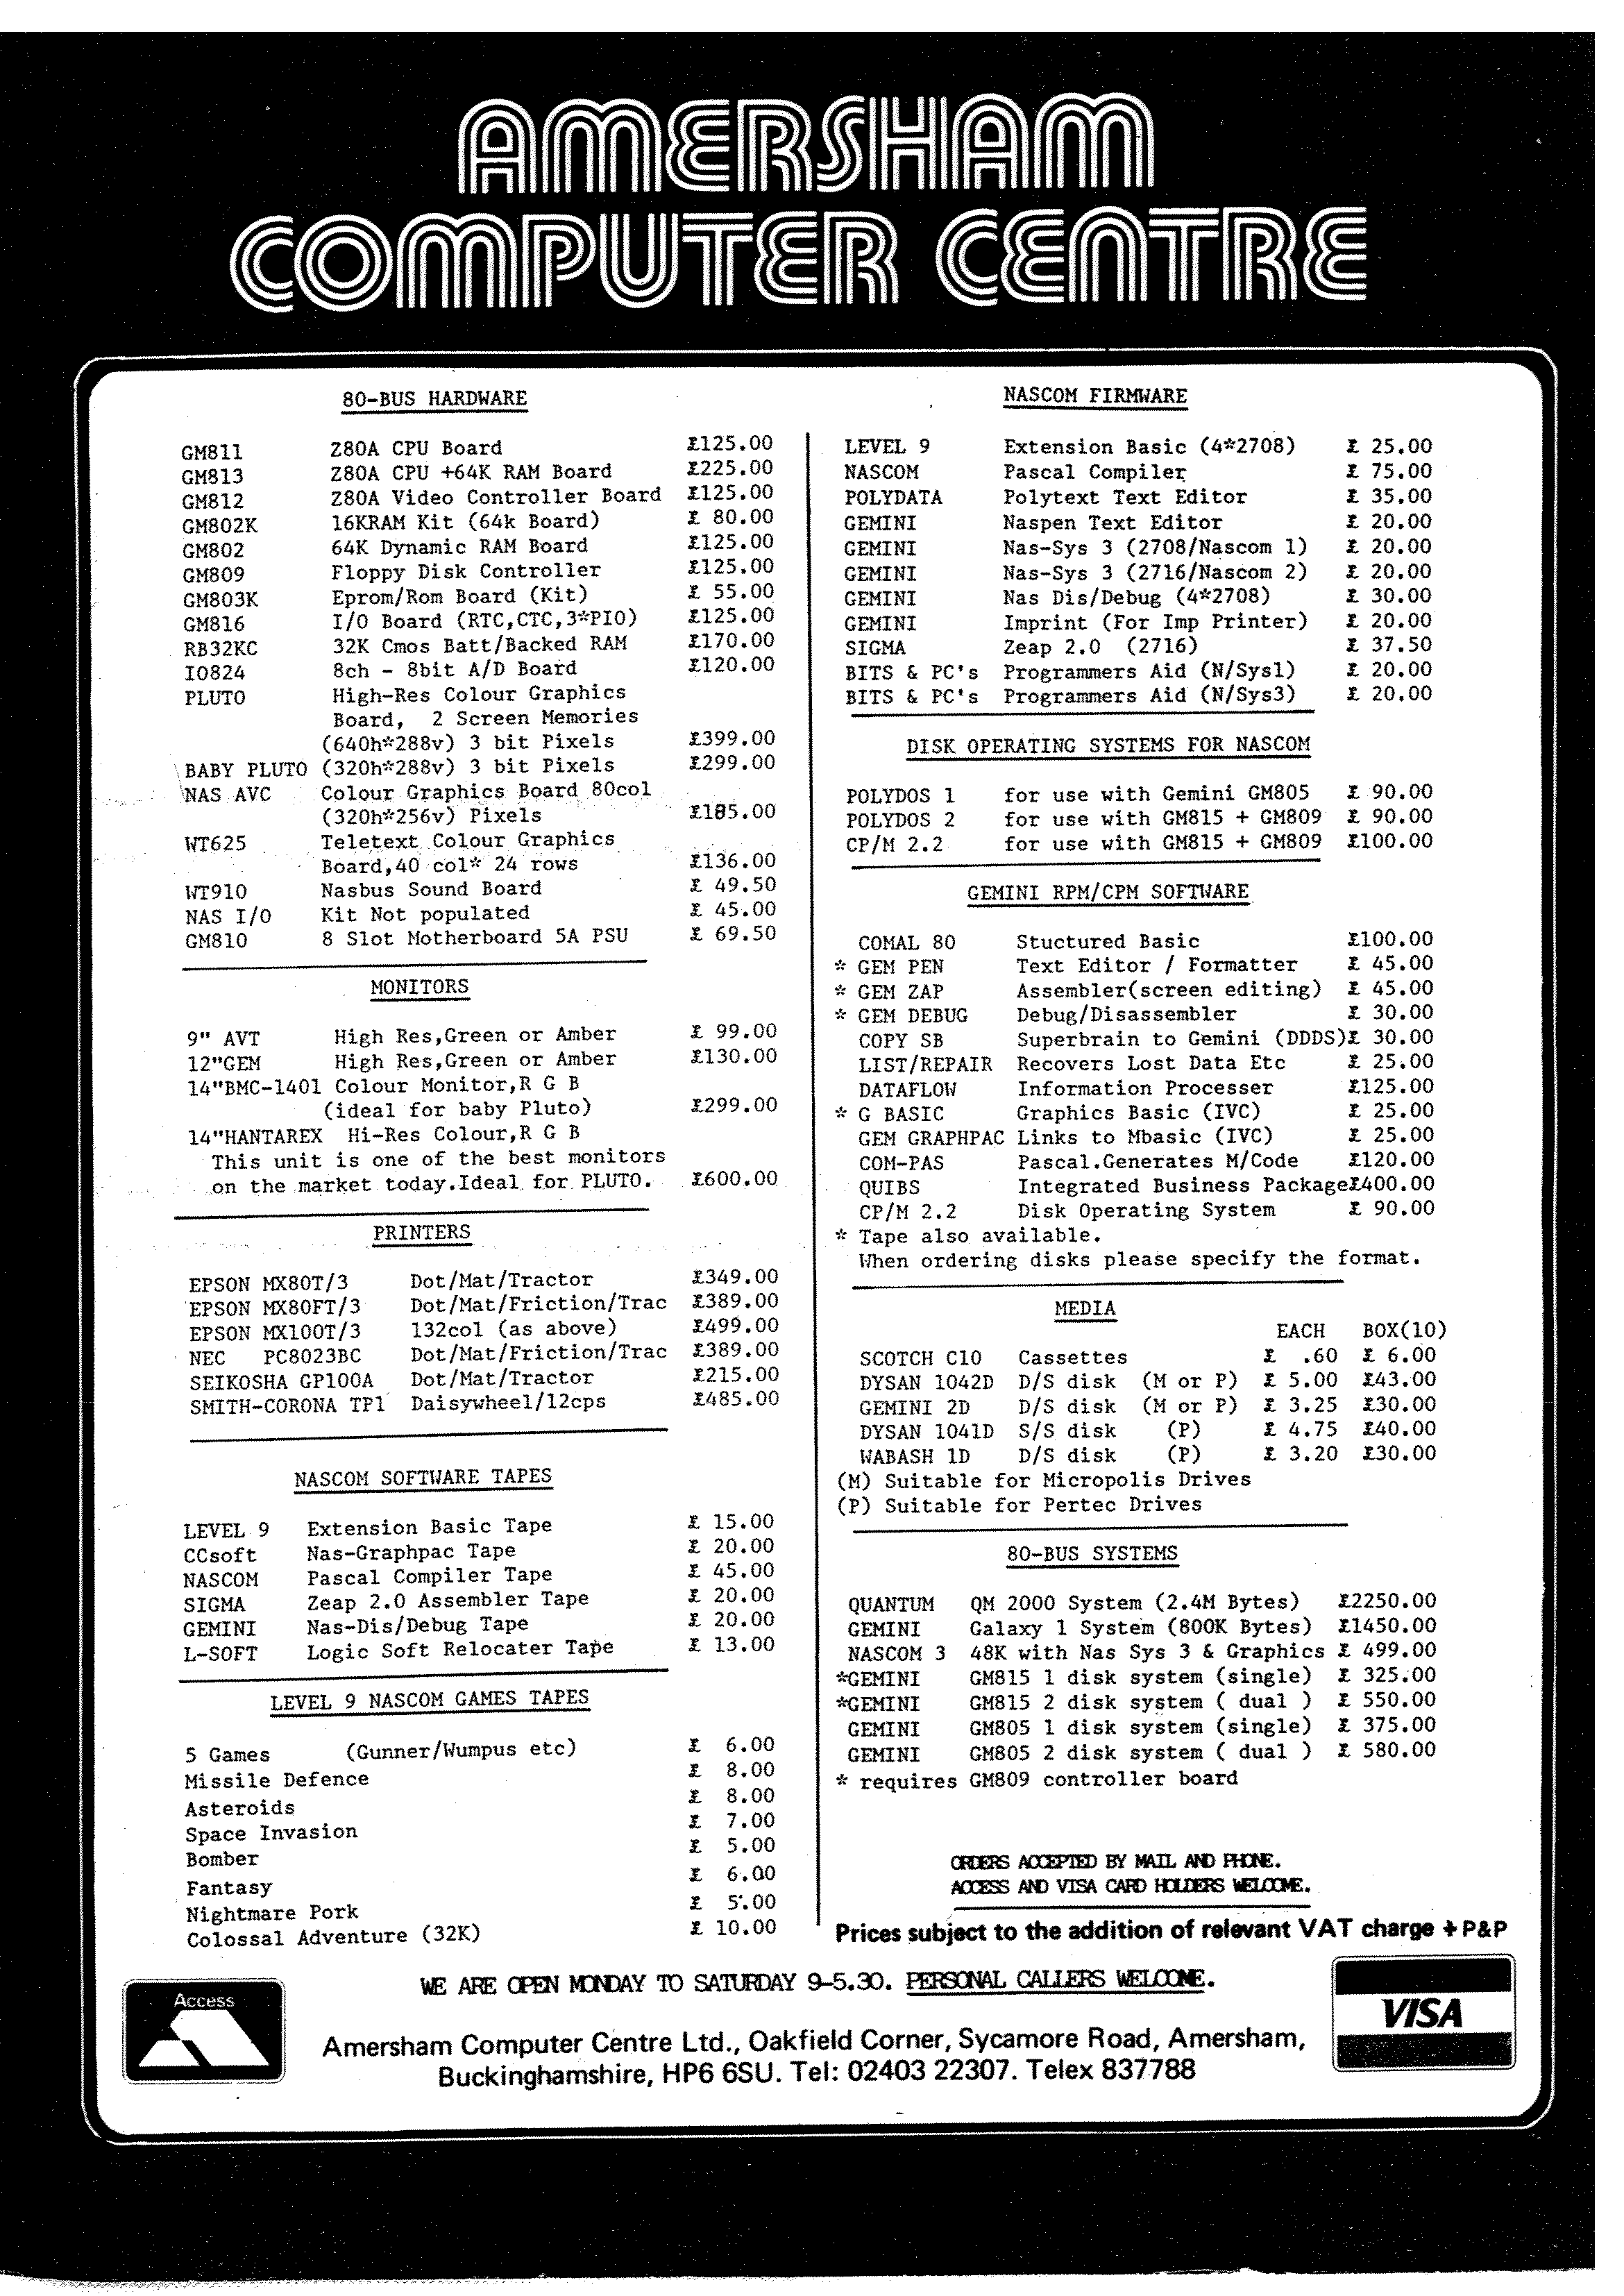 AMERSHAM
COMPUTER CENTRE
80-BUS HARDWARE
GM811 Z80A CPU Board £125.00
GM813 Z80A CPU +64K RAM Board £225.00
GM812 Z80A Video Controller Board £125.00
GM802K 16KRAM Kit (64k Board) £ 80.00
GM802 64K Dynamic RAM Board £125.00
GM809 Floppy Disk Controller £125.00
GM803K Eprom/Rom Board (Kit) £ 55.00
GM816 I/O Board (RTC,CTC,3*PIO) £125.00
RB32KC 32K Cmos Batt/Backed RAM £170.00
IO824 8ch - 8bit A/D Board £120.00
PLUTO High-Res Colour Graphics
Board, 2 Screen Memories
(640h*288v) 3 bit Pixels £399.00
BABY PLUTO (320h*288v) 3 bit Pixels £299.00
NAS AVC Colour Graphics Board 80col
(320h*256v) Pixels £185.00
WT625 Teletext Colour Graphics
Board,40 col* 24 rows £136.00
WT910 Nasbus Sound Board £ 49.50
NAS I/O Kit Not populated £ 45.00
GM810 8 Slot Motherboard 5A PSU £ 69.50
MONITORS
9" AVT High Res,Green or Amber £ 99.00
12"GEM High Res,Green or Amber £130.00
14"BMC-1401 Colour Monitor,R G B
(ideal for baby Pluto) £299.00
14"HANTAREX Hi-Res Colour,R G B
This unit is one of the best monitors
on the market today.Ideal for PLUTO. £600.00
PRINTERS
EPSON MX80T/3 Dot/Mat/Tractor £349.00
EPSON MX80FT/3 Dot/Mat/Friction/Trac £389.00
EPSON MX100T/3 132col (as above) £499.00
NEC PC8023BC Dot/Mat/Friction/Trac £389.00
SEIKOSHA GP100A Dot/Mat/Tractor £215.00
SMITH-CORONA TP1 Daisywheel/12cps £485.00
NASCOM SOFTWARE TAPES
LEVEL 9 Extension Basic Tape £ 15.00
CCsoft Nas-Graphpac Tape £ 20.00
NASCOM Pascal Compiler Tape £ 45.00
SIGMA Zeap 2.0 Assembler Tape £ 20.00
GEMINI Nas-Dis/Debug Tape £ 20.00
L-SOFT Logic Soft Relocater Tape £ 13.00
LEVEL 9 NASCOM GAMES TAPES
5 Games (Gunner/Wumpus etc) £ 6.00
Missile Defence £ 8.00
Asteroids £ 8.00
Space Invasion £ 7.00
Bomber £ 5.00
Fantasy £ 6.00
Nightmare Pork £ 5.00
Colossal Adventure (32K) £ 10.00
NASCOM FIRMWARE
LEVEL 9 Extension Basic (4*2708) £ 25.00
NASCOM Pascal Compiler £ 75.00
POLYDATA Polytext Text Editor £ 35.00
GEMINI Naspen Text Editor £ 20.00
GEMINI Nas-Sys 3 (2708/Nascom 1) £ 20.00
GEMINI Nas-Sys 3 (2716/Nascom 2) £ 20.00
GEMINI Nas Dis/Debug (4*2708) £ 30.00
GEMINI Imprint (For Imp Printer) £ 20.00
SIGMA Zeap 2.0 (2716) £ 37.50
BITS & PC's Programmers Aid (N/Sys1) £ 20.00
BITS & PC's Programmers Aid (N/Sys3) £ 20.00
DISK OPERATING SYSTEMS FOR NASCOM
POLYDOS 1 for use with Gemini GM805 £ 90.00
POLYDOS 2 for use with GM815 + GM809 £ 90.00
CP/M 2.2 for use with GM815 + GM809 £100.00
GEMINI RPM/CPM SOFTWARE
COMAL 80 Stuctured Basic £100.00
* GEM PEN Text Editor / Formatter £ 45.00
* GEM ZAP Assembler(screen editing) £ 45.00
* GEM DEBUG Debug/Disassembler £ 30.00
COPY SB Superbrain to Gemini (DDDS)£ 30.00
LIST/REPAIR Recovers Lost Data Etc £ 25.00
DATAFLOW Information Processer £125.00
* G BASIC Graphics Basic (IVC) £ 25.00
GEM GRAPHPAC Links to Mbasic (IVC) £ 25.00
COM-PAS Pascal.Generates M/Code £120.00
QUIBS Integrated Business Package£400.00
CP/M 2.2 Disk Operating System £ 90.00
* Tape also available.
When ordering disks please specify the format.
MEDIA
EACH BOX(10)
SCOTCH C10 Cassettes £ .60 £ 6.00
DYSAN 1042D D/S disk (M or P) £ 5.00 £43.00
GEMINI 2D D/S disk (M or P) £ 3.25 £30.00
DYSAN 1041D S/S disk (P) £ 4.75 £40.00
WABASH 1D D/S disk (P) £ 3.20 £30.00
(M) Suitable for Micropolis Drives
(P) Suitable for Pertec Drives
80-BUS SYSTEMS
QUANTUM QM 2000 System (2.4M Bytes) £2250.00
GEMINI Galaxy 1 System (800K Bytes) £1450.00
NASCOM 3 48K with Nas Sys 3 & Graphics £ 499.00
*GEMINI GM815 1 disk system (single) £ 325.00
*GEMINI GM815 2 disk system ( dual ) £ 550.00
GEMINI GM805 1 disk system (single) £ 375.00
GEMINI GM805 2 disk system ( dual ) £ 580.00
* requires GM809 controller board
ORDERS ACCEPTED BY MAIL AND PHONE.
ACCESS AND VISA CARD HOLDERS WELCOME.
Prices subject to the addition of relevant VAT charge + P&P
WE ARE OPEN MONDAY TO SATURDAY 9-5.30. PERSONAL CALLERS WELCOME.
Access
VISA
Amersham Computer Centre Ltd., Oakfield Corner, Sycamore Road, Amersham,
Buckinghamshire, HP6 6SU. Tel: 02403 22307. Telex 837788